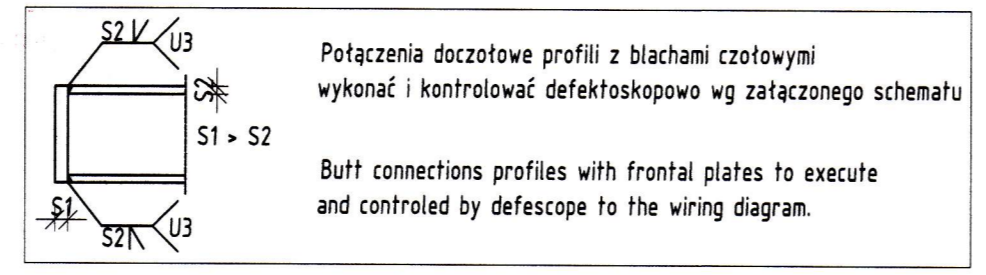 S2 U3
S2
S1 > S2
S1
S2 U3
Połączenia doczołowe profili z blachami czołowymi
wykonać i kontrolować defektoskopowo wg załączonego schematu
Butt connections profiles with frontal plates to execute
and controled by defescope to the wiring diagram.